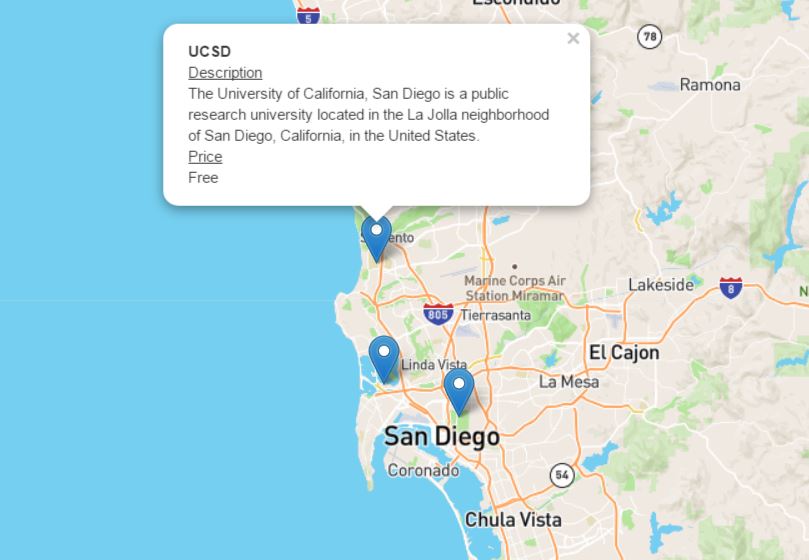 Escondido
5
78
UCSD
×
Description
The University of California, San Diego is a public
research university located in the La Jolla neighborhood
of San Diego, California, in the United States.
Price
Free
Ramona
Marine Corps Air
Station Miramar
Lakeside
8
805
Tierrasanta
El Cajon
Linda Vista
La Mesa
San Diego
Coronado
54
Chula Vista